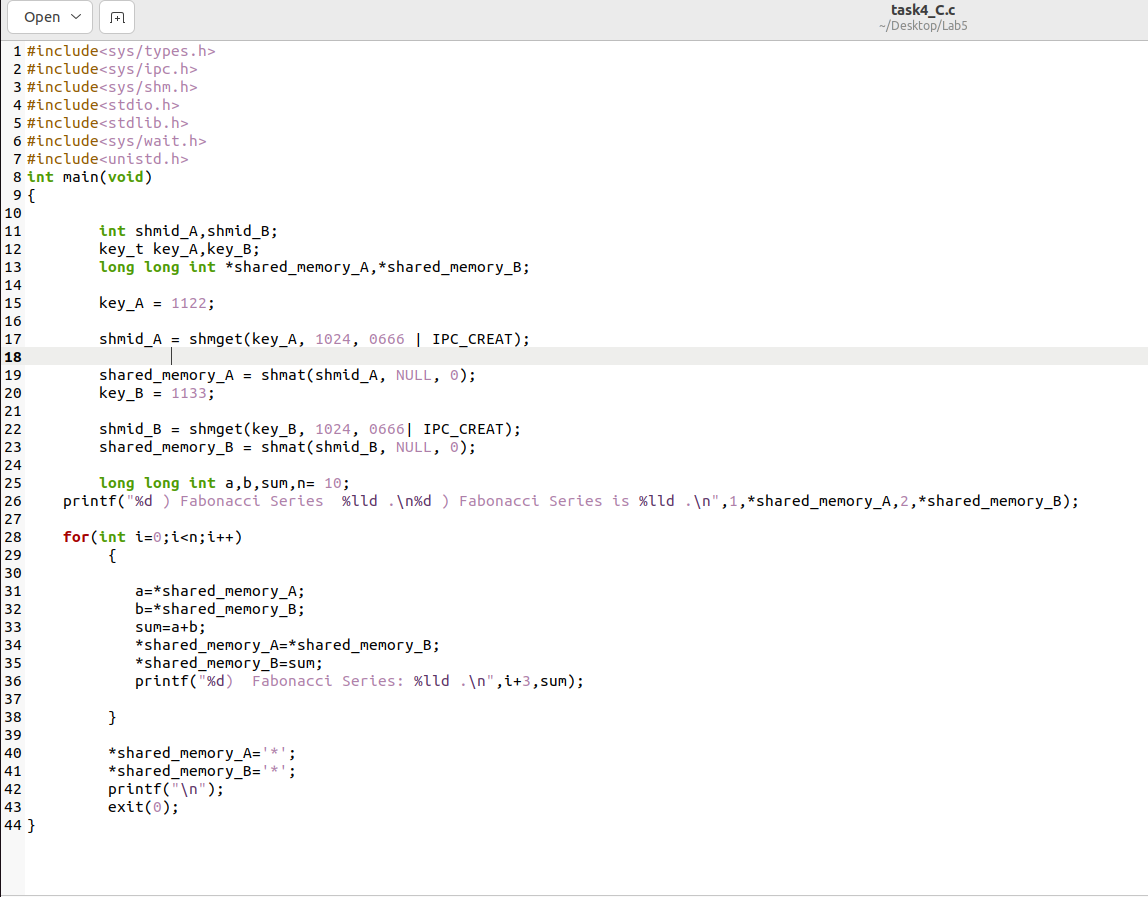 Open
task4_C.c
~/Desktop/Lab5
1 #include<sys/types.h>
2 #include<sys/ipc.h>
3 #include<sys/shm.h>
4 #include<stdio.h>
5 #include<stdlib.h>
6 #include<sys/wait.h>
7 #include<unistd.h>
8 int main(void)
9 {
10
11         int shmid_A,shmid_B;
12         key_t key_A,key_B;
13         long long int *shared_memory_A,*shared_memory_B;
14
15         key_A = 1122;
16
17         shmid_A = shmget(key_A, 1024, 0666 | IPC_CREAT);
18
19         shared_memory_A = shmat(shmid_A, NULL, 0);
20         key_B = 1133;
21
22         shmid_B = shmget(key_B, 1024, 0666| IPC_CREAT);
23         shared_memory_B = shmat(shmid_B, NULL, 0);
24
25         long long int a,b,sum,n= 10;
26     printf("%d ) Fabonacci Series  %lld .\n%d ) Fabonacci Series is %lld .\n",1,*shared_memory_A,2,*shared_memory_B);
27
28     for(int i=0;i<n;i++)
29          {
30
31             a=*shared_memory_A;
32             b=*shared_memory_B;
33             sum=a+b;
34             *shared_memory_A=*shared_memory_B;
35             *shared_memory_B=sum;
36             printf("%d)  Fabonacci Series: %lld .\n",i+3,sum);
37
38          }
39
40          *shared_memory_A='*';
41          *shared_memory_B='*';
42          printf("\n");
43          exit(0);
44 }